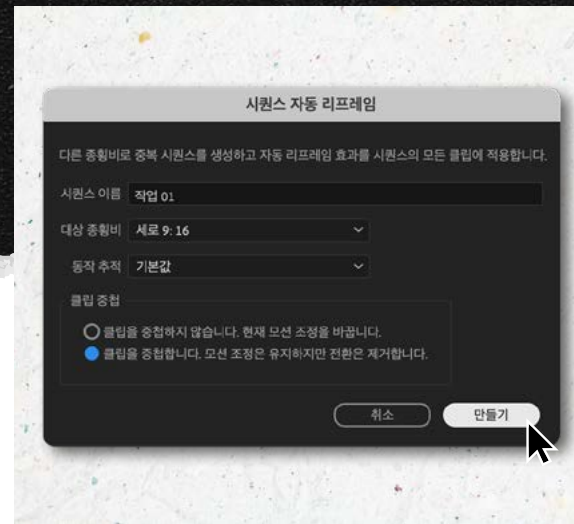 시퀀스 자동 리프레임
다른 종횡비로 중복 시퀀스를 생성하고 자동 리프레임 효과를 시퀀스의 모든 클립에 적용합니다.
시퀀스 이름 작업 01
대상 종횡비 세로 9: 16
동작 추적 기본값
클립 중첩
클립을 중첩하지 않습니다. 현재 모션 조정을 바꿉니다.
클립을 중첩합니다. 모션 조정은 유지하지만 전환은 제거합니다.
취소 만들기